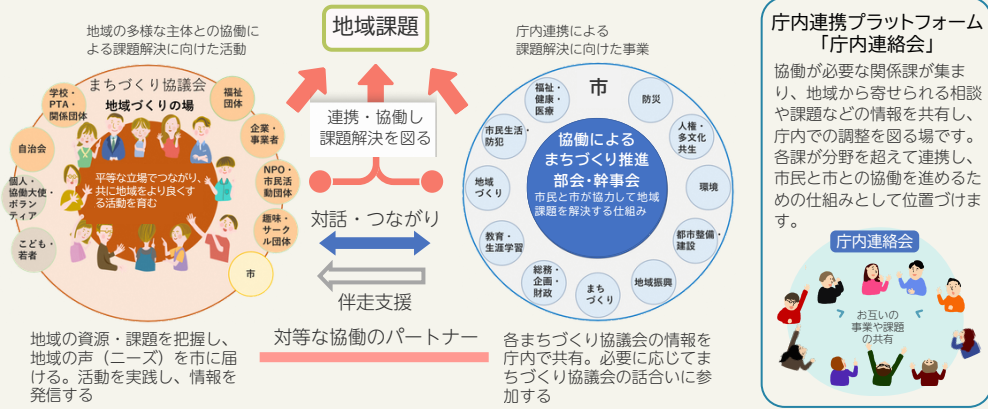 地域の多様な主体との協働に
よる課題解決に向けた活動
地域課題
庁内連携による
課題解決に向けた事業
まちづくり協議会
地域づくりの場
学校・
PTA・
関係団体
福祉
団体
自治会
企業・
事業者
個人・
協働大使・
ボラン
ティア
NPO・
市民活
動団体
こども・
若者
趣味・
サーク
ル団体
市
平等な立場でつながり、
共に地域をより良くす
る活動を育む
連携・協働し
課題解決を図る
対話・つながり
伴走支援
対等な協働のパートナー
市
福祉・
健康・
医療
防災
市民生活・
防犯
人権・
多文化
共生
地域
づくり
環境
教育・
生涯学習
都市整備・
建設
総務・
企画・
財政
まち
づくり
地域振興
協働による
まちづくり推進
部会・幹事会
市民と市が協力して地域
課題を解決する仕組み
地域の資源・課題を把握し、
地域の声（ニーズ）を市に届
ける。活動を実践し、情報を
発信する
各まちづくり協議会の情報を
庁内で共有。必要に応じてま
ちづくり協議会の話合いに参
加する
庁内連携プラットフォーム
「庁内連絡会」
協働が必要な関係課が集ま
り、地域から寄せられる相談
や課題などの情報を共有し、
庁内での調整を図る場です。
各課が分野を超えて連携し、
市民と市との協働を進めるた
めの仕組みとして位置づけま
す。
庁内連絡会
お互いの
事業や課題
の共有